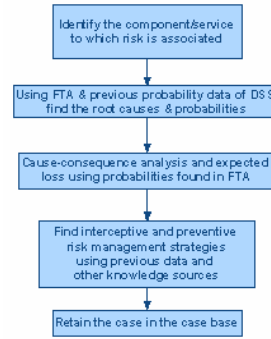 Identify the component/service
to which risk is associated
Using FTA & previous probability data of DSS
find the root causes & probabilities
Cause-consequence analysis and expected
loss using probabilities found in FTA
Find interceptive and preventive
risk management strategies
using previous data and
other knowledge sources
Retain the case in the case base